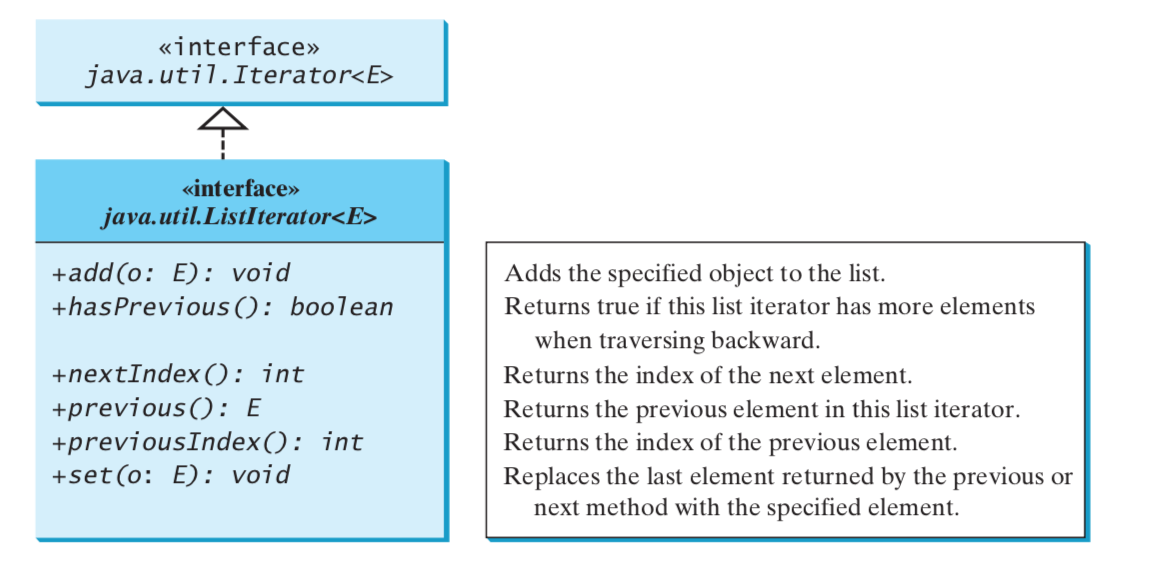 «interface»
java.util.Iterator<E>
«interface»
java.util.ListIterator<E>
+add(o: E): void
+hasPrevious(): boolean
+nextIndex(): int
+previous(): E
+previousIndex(): int
+set(o: E): void
Adds the specified object to the list.
Returns true if this list iterator has more elements
when traversing backward.
Returns the index of the next element.
Returns the previous element in this list iterator.
Returns the index of the previous element.
Replaces the last element returned by the previous or
next method with the specified element.